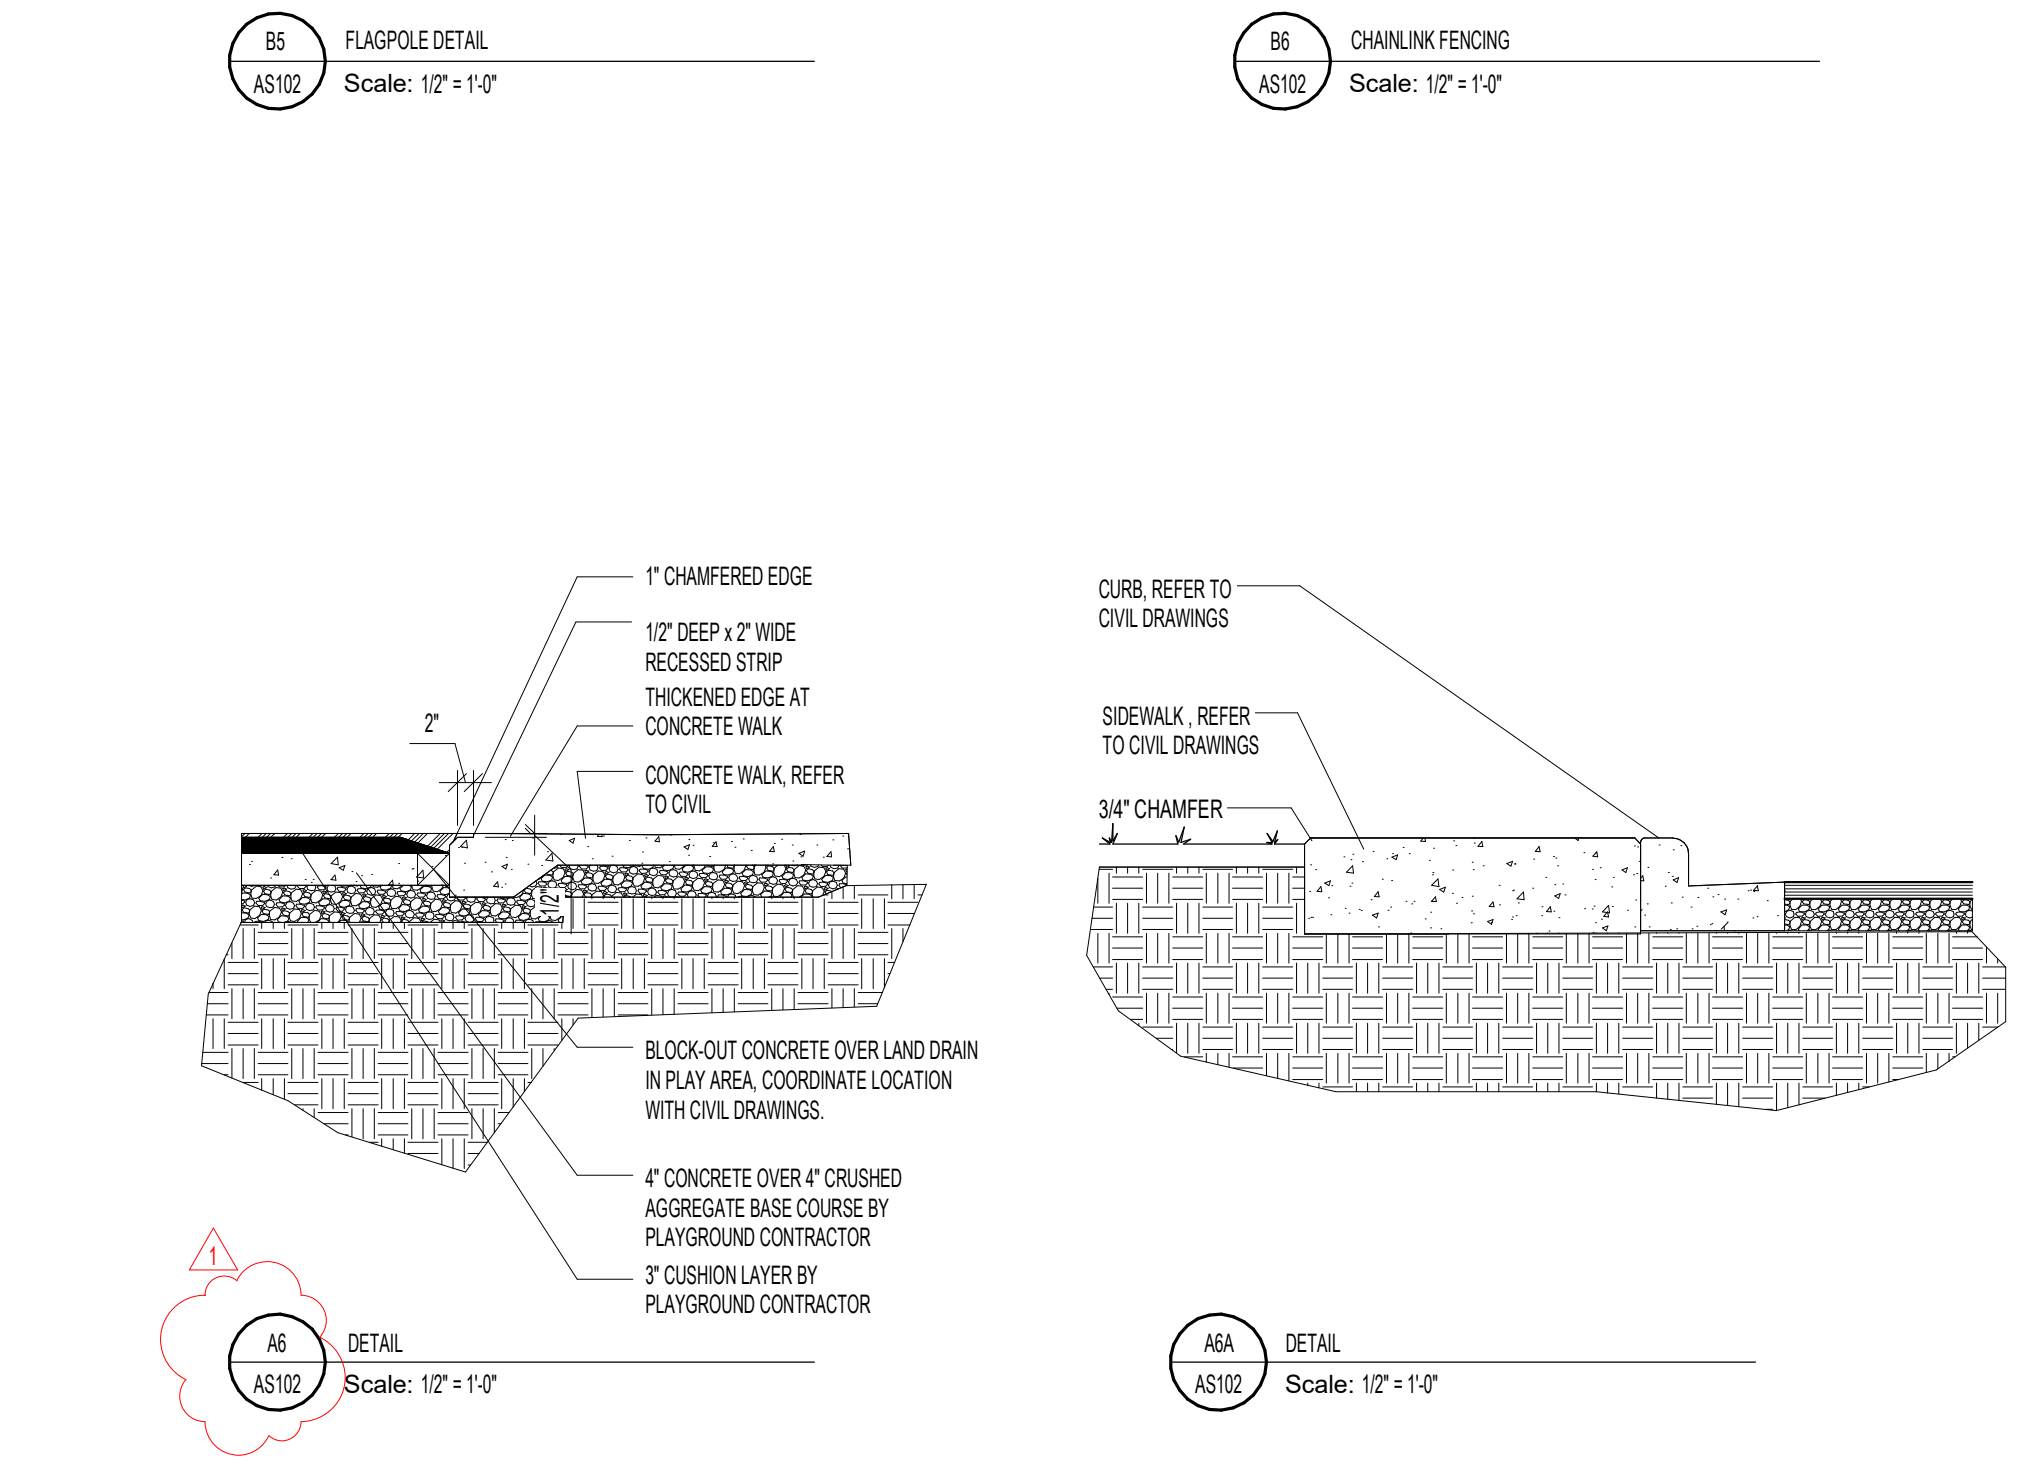 B5
FLAGPOLE DETAIL
AS102
Scale: 1/2" = 1'-0"
B6
CHAINLINK FENCING
AS102
Scale: 1/2" = 1'-0"
1" CHAMFERED EDGE
1/2" DEEP x 2" WIDE
RECESSED STRIP
THICKENED EDGE AT
CONCRETE WALK
2"
CONCRETE WALK, REFER
TO CIVIL
1/2"
BLOCK-OUT CONCRETE OVER LAND DRAIN
IN PLAY AREA, COORDINATE LOCATION
WITH CIVIL DRAWINGS.
4" CONCRETE OVER 4" CRUSHED
AGGREGATE BASE COURSE BY
PLAYGROUND CONTRACTOR
3" CUSHION LAYER BY
PLAYGROUND CONTRACTOR
1
A6
DETAIL
AS102
Scale: 1/2" = 1'-0"
CURB, REFER TO
CIVIL DRAWINGS
SIDEWALK , REFER
TO CIVIL DRAWINGS
3/4" CHAMFER
A6A
DETAIL
AS102
Scale: 1/2" = 1'-0"